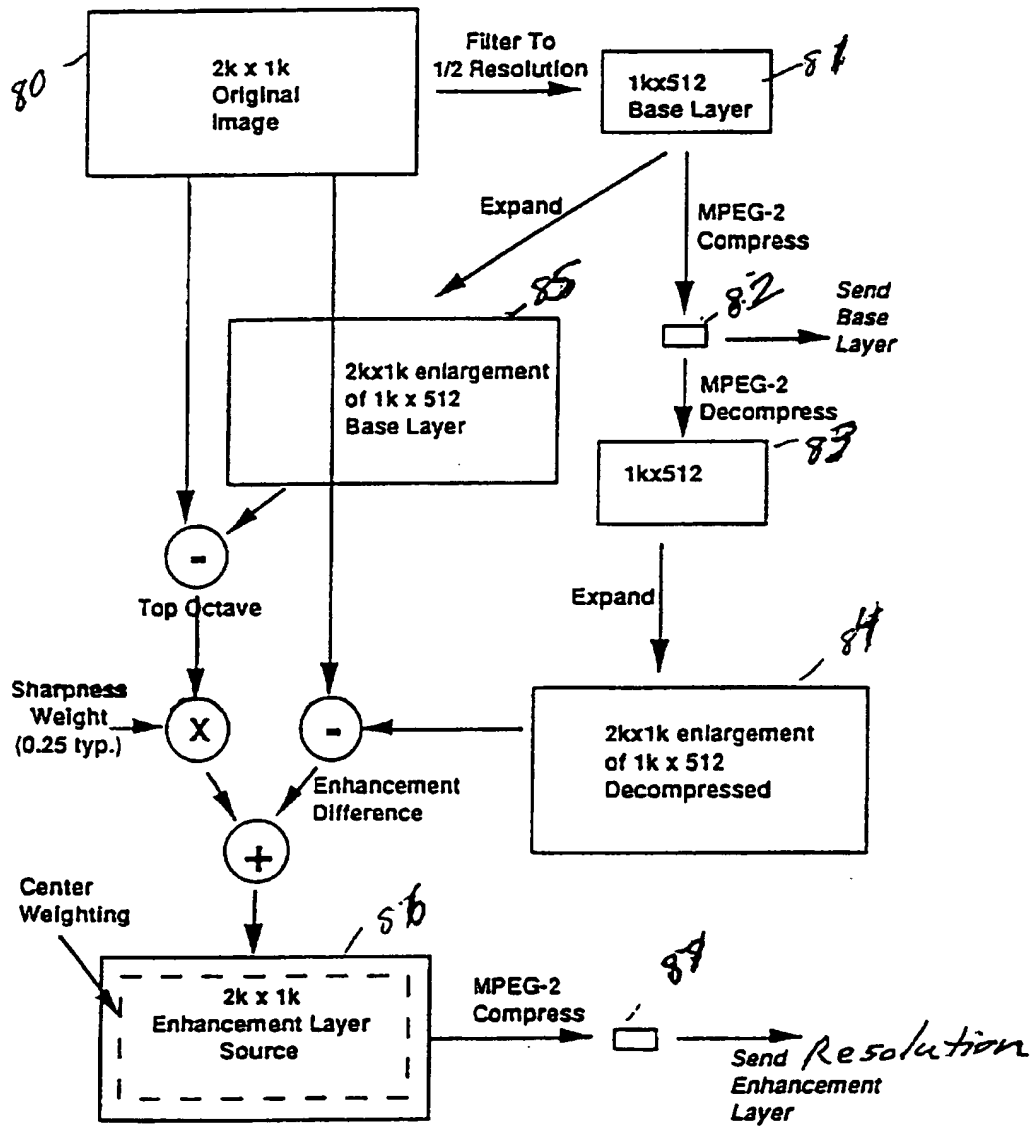 80
2k x 1k
Original
Image
Filter To
1/2 Resolution
81
1kx512
Base Layer
Expand
MPEG-2
Compress
85
82
Send
Base
Layer
2kx1k enlargement
of 1k x 512
Base Layer
MPEG-2
Decompress
83
1kx512
-
Top Octave
Expand
84
Sharpness
Weight
(0.25 typ.)
X
-
2kx1k enlargement
of 1k x 512
Decompressed
Enhancement
Difference
+
Center
Weighting
2k x 1k
Enhancement Layer
Source
MPEG-2
Compress
Send Resolution
Enhancement
Layer